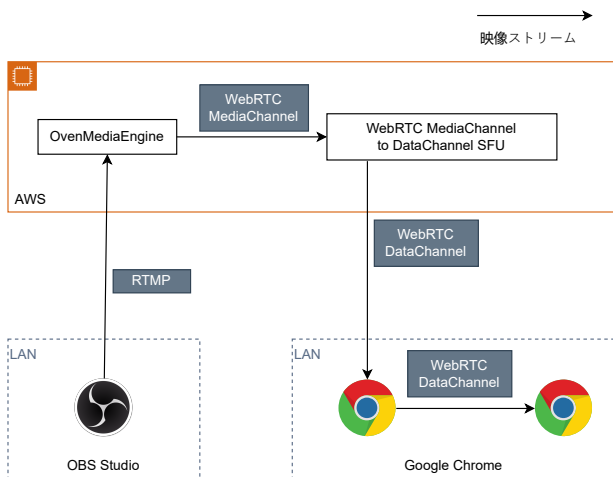 映像ストリーム
WebRTC
MediaChannel
OvenMediaEngine
WebRTC MediaChannel
to DataChannel SFU
AWS
WebRTC
DataChannel
RTMP
LAN
LAN
WebRTC
DataChannel
OBS Studio
Google Chrome